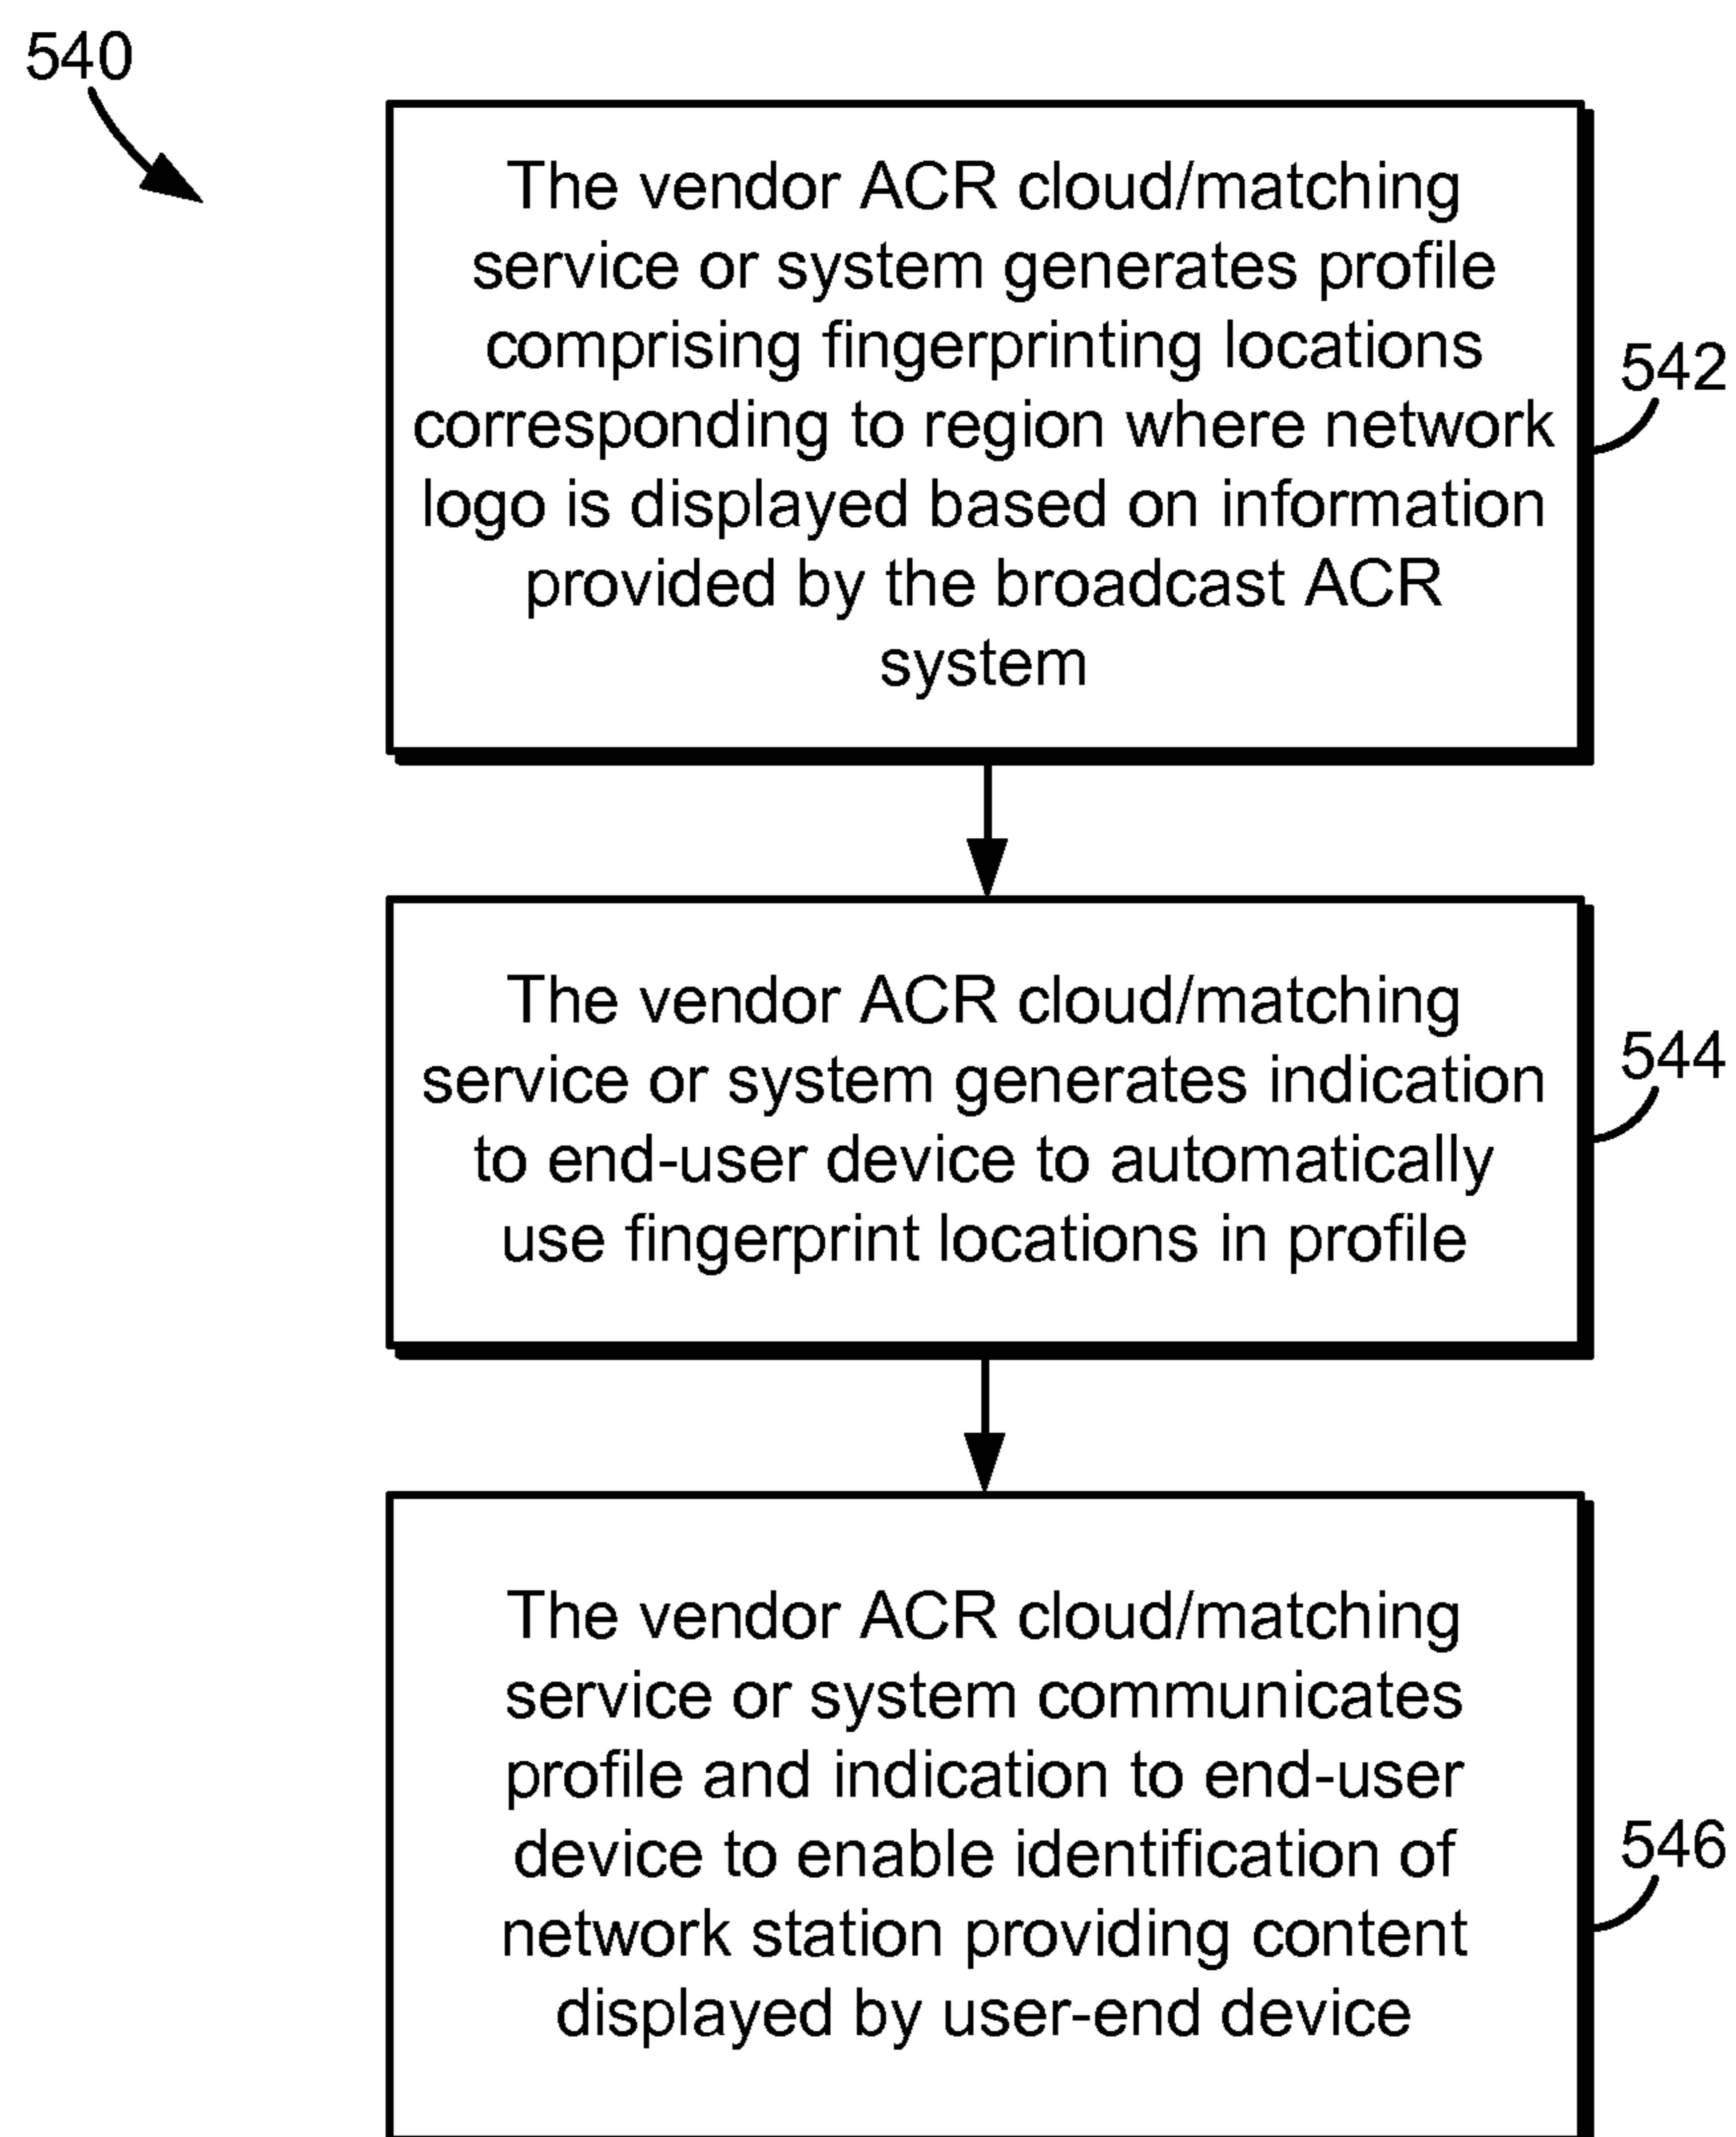 540
The vendor ACR cloud/matching
service or system generates profile
comprising fingerprinting locations
corresponding to region where network
logo is displayed based on information
provided by the broadcast ACR
system
542
The vendor ACR cloud/matching
service or system generates indication
to end-user device to automatically
use fingerprint locations in profile
544
The vendor ACR cloud/matching
service or system communicates
profile and indication to end-user
device to enable identification of
network station providing content
displayed by user-end device
546